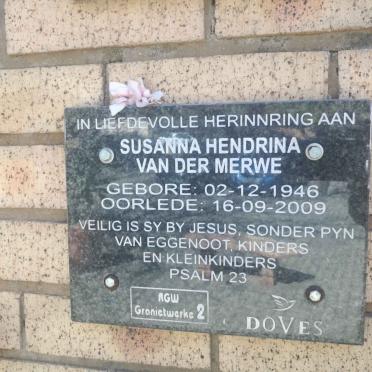 IN LIEFDEVOLLE HERINNRING AAN
SUSANNA HENDRINA
VAN DER MERWE
GEBORE: 02-12-1946
OORLEDE: 16-09-2009
VEILIG IS SY BY JESUS, SONDER PYN
VAN EGGENOOT, KINDERS
EN KLEINKINDERS
PSALM 23
AGW
Granietwerke 2
DOVES